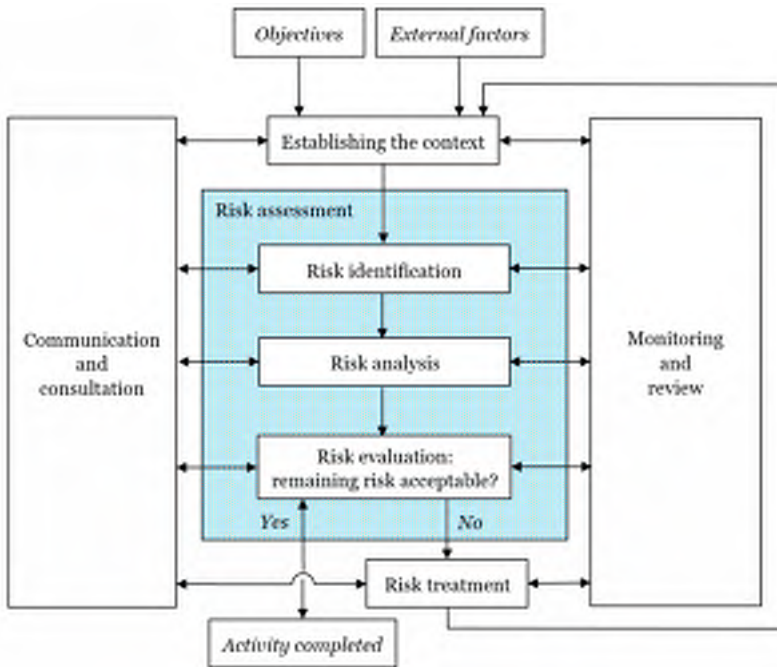 Objectives
External factors
Establishing the context
Risk assessment
Risk identification
Communication
and
consultation
Risk analysis
Monitoring
and
review
Risk evaluation:
remaining risk acceptable?
Yes
No
Risk treatment
Activity completed